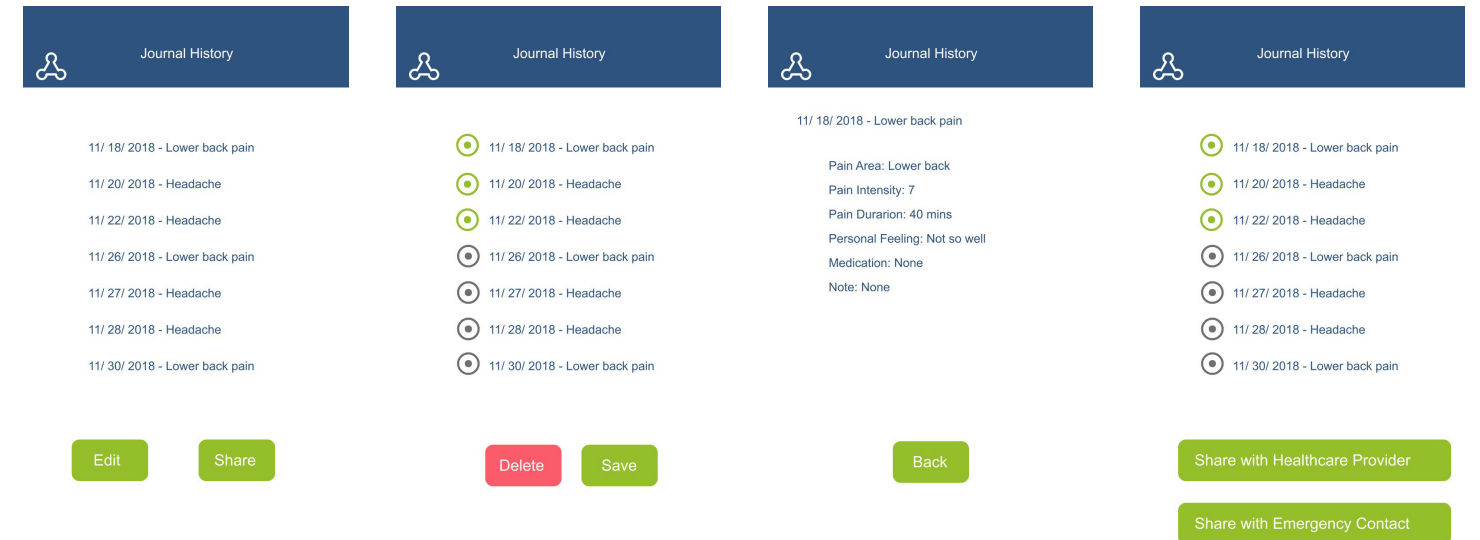 Journal History
11/ 18/ 2018 - Lower back pain
11/ 20/ 2018 - Headache
11/ 22/ 2018 - Headache
11/ 26/ 2018 - Lower back pain
11/ 27/ 2018 - Headache
11/ 28/ 2018 - Headache
11/ 30/ 2018 - Lower back pain
Edit
Share
Journal History
11/ 18/ 2018 - Lower back pain
11/ 20/ 2018 - Headache
11/ 22/ 2018 - Headache
11/ 26/ 2018 - Lower back pain
11/ 27/ 2018 - Headache
11/ 28/ 2018 - Headache
11/ 30/ 2018 - Lower back pain
Delete
Save
Journal History
11/ 18/ 2018 - Lower back pain
Pain Area: Lower back
Pain Intensity: 7
Pain Durarion: 40 mins
Personal Feeling: Not so well
Medication: None
Note: None
Back
Journal History
11/ 18/ 2018 - Lower back pain
11/ 20/ 2018 - Headache
11/ 22/ 2018 - Headache
11/ 26/ 2018 - Lower back pain
11/ 27/ 2018 - Headache
11/ 28/ 2018 - Headache
11/ 30/ 2018 - Lower back pain
Share with Healthcare Provider
Share with Emergency Contact